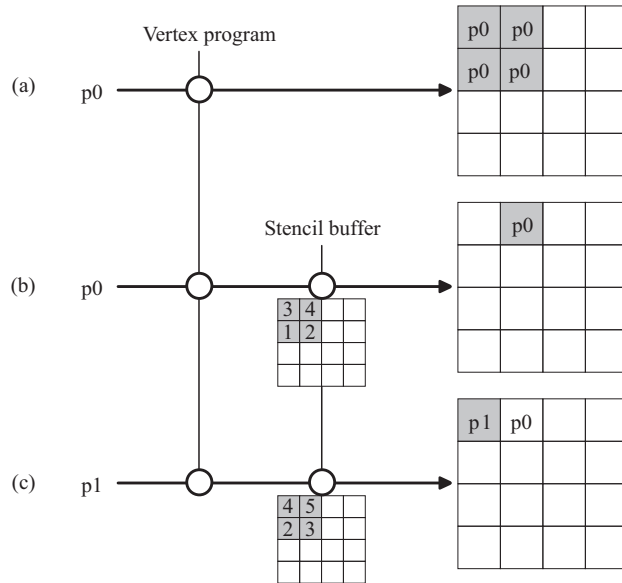 Vertex program
p0 p0
(a) p0
p0 p0
p0
Stencil buffer
(b) p0
3 4
1 2
p1 p0
(c) p1
4 5
2 3